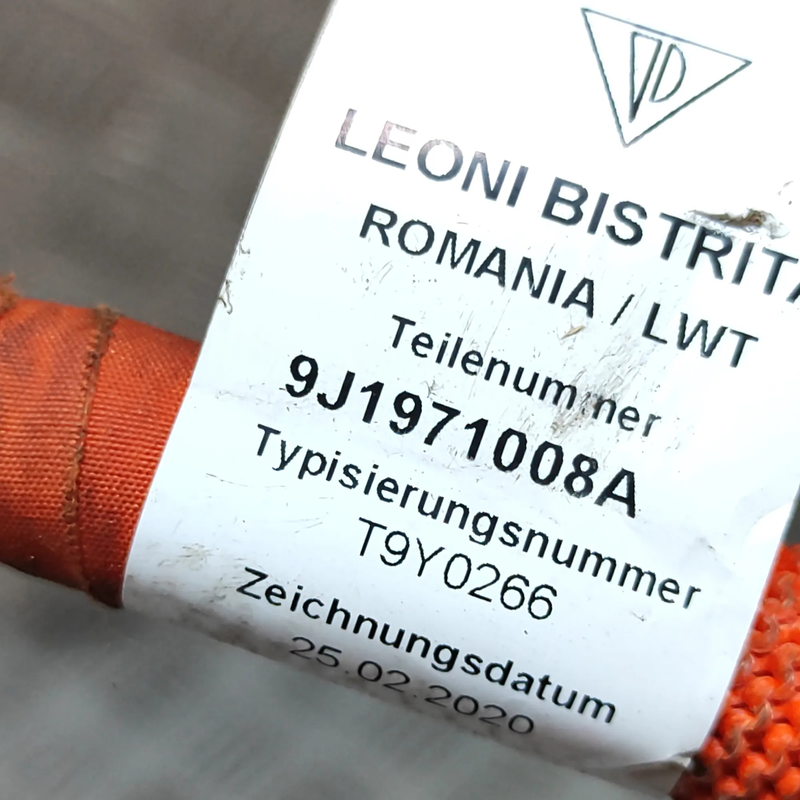 LEONI BISTRITA
ROMANIA / LWT
Teilenummer
9J1971008A
Typisierungsnummer
T9Y0266
Zeichnungsdatum
25.02.2020